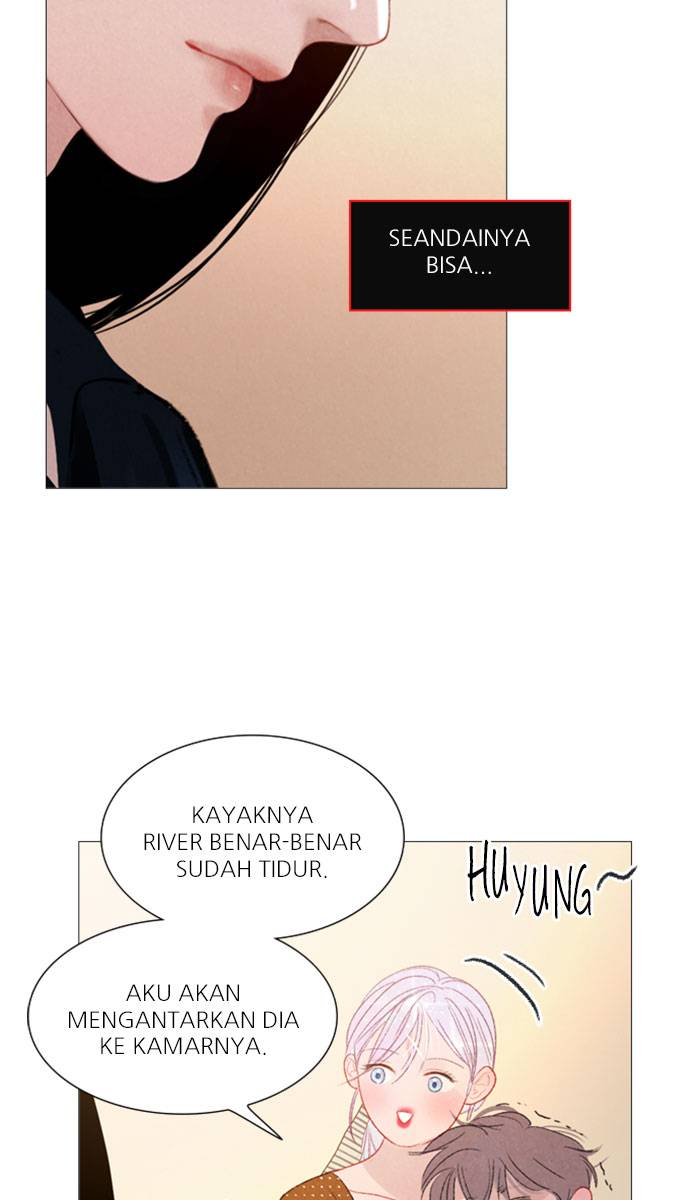 SEANDAINYA
BISA...
KAYAKNYA
RIVER BENAR-BENAR
SUDAH TIDUR.
HUYUNG~
AKU AKAN
MENGANTARKAN DIA
KE KAMARNYA.